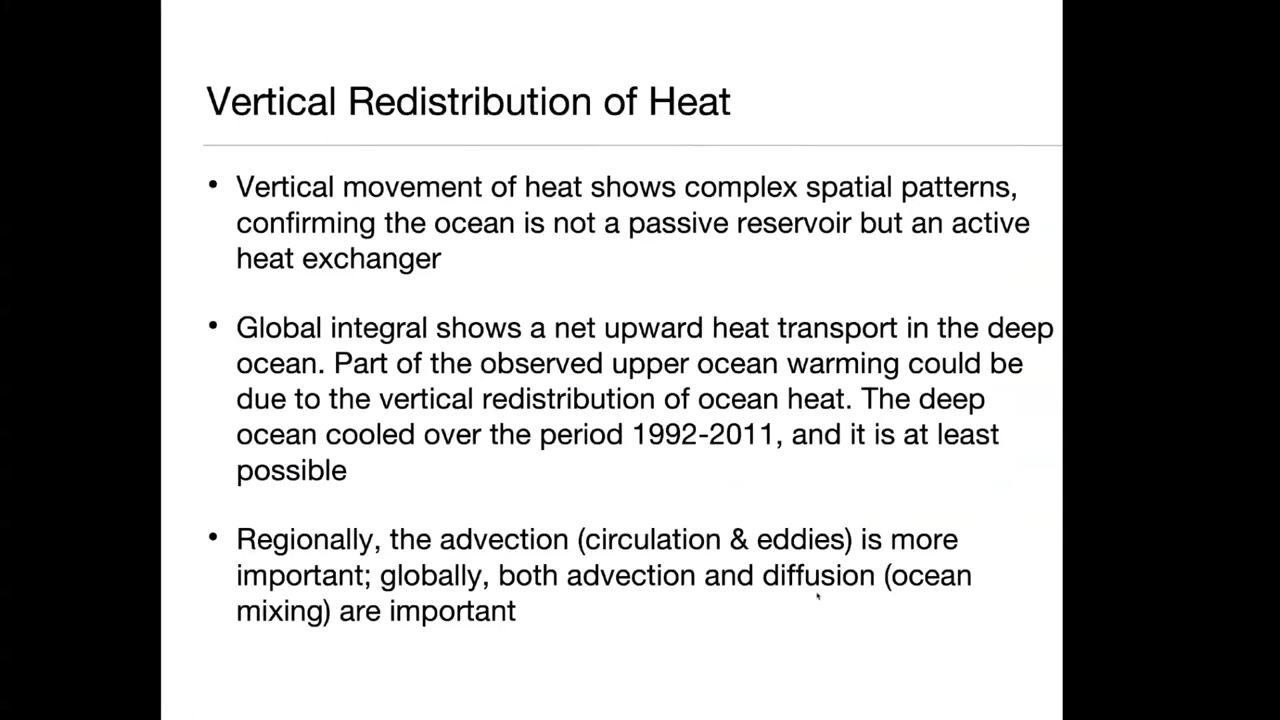 Vertical Redistribution of Heat
• Vertical movement of heat shows complex spatial patterns,
confirming the ocean is not a passive reservoir but an active
heat exchanger
• Global integral shows a net upward heat transport in the deep
ocean. Part of the observed upper ocean warming could be
due to the vertical redistribution of ocean heat. The deep
ocean cooled over the period 1992-2011, and it is at least
possible
• Regionally, the advection (circulation & eddies) is more
important; globally, both advection and diffusion (ocean
mixing) are important